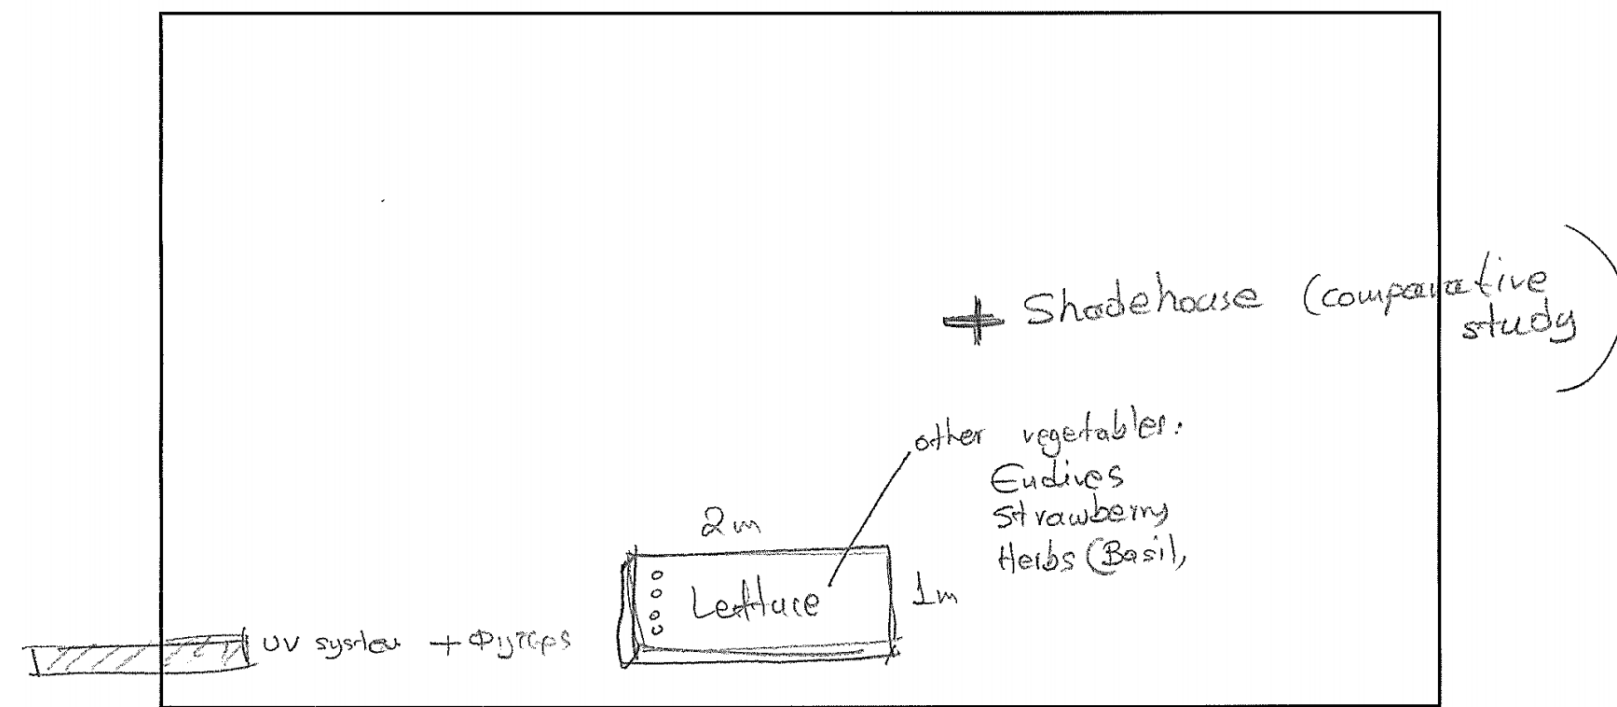 + Shadehouse (comparative
study)
other vegetables:
Endives
Strawberry
Herbs (Basil,
2m
Lettuce
1m
UV system +